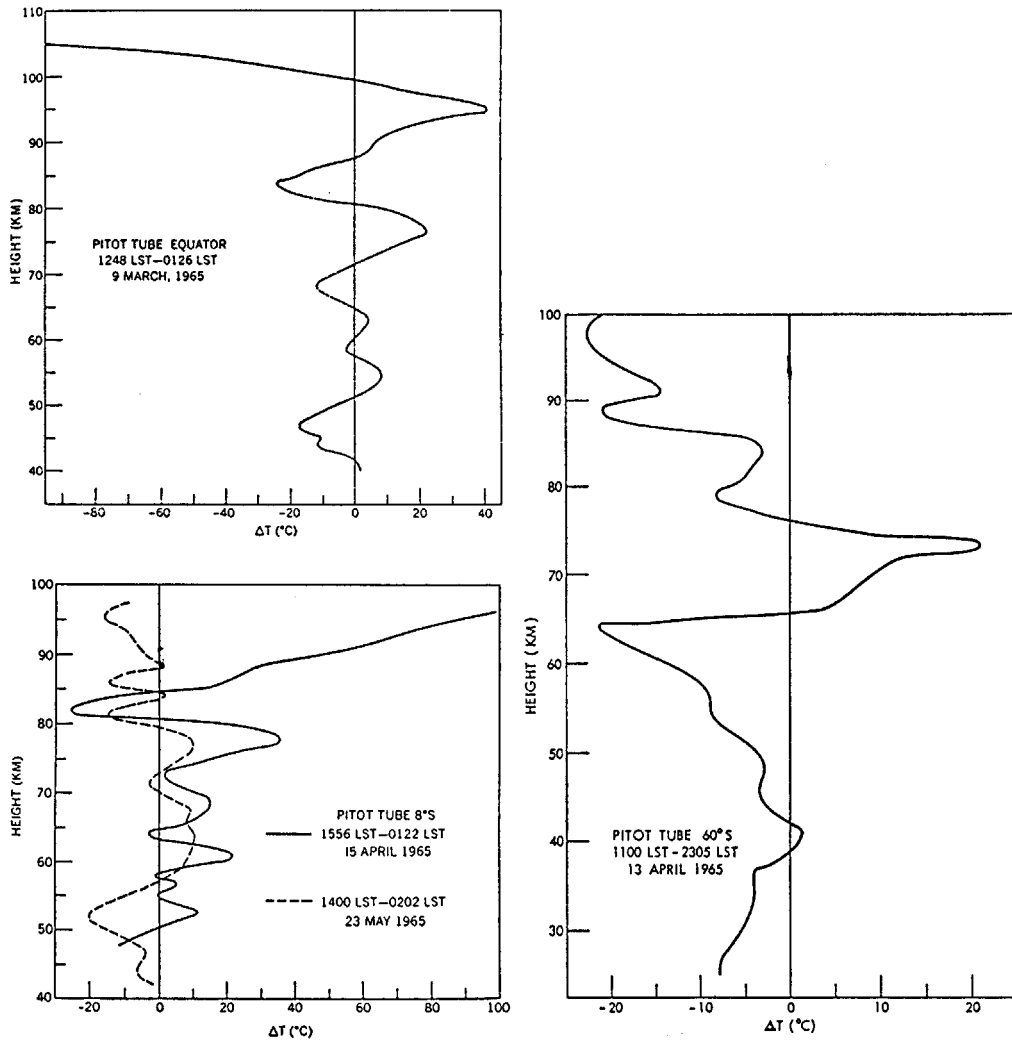 110
100
90
80
70
60
50
40
HEIGHT (KM)
PITOT TUBE EQUATOR
1248 LST—0126 LST
9 MARCH, 1965
-80 -60 -40 -20 0 20 40
ΔT (°C)
100
90
80
70
60
50
40
HEIGHT (KM)
PITOT TUBE 8°S
1556 LST—0122 LST
15 APRIL 1965
1400 LST—0202 LST
23 MAY 1965
-20 0 20 40 60 80 100
ΔT (°C)
100
90
80
70
60
50
40
30
HEIGHT (KM)
PITOT TUBE 60°S
1100 LST-2305 LST
13 APRIL 1965
-20 -10 0 10 20
ΔT (°C)